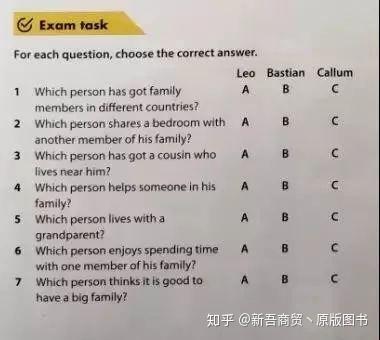 Exam task
For each question, choose the correct answer.
Leo Bastian Callum
1 Which person has got family A B C
members in different countries?
2 Which person shares a bedroom with A B C
another member of his family?
3 Which person has got a cousin who A B C
lives near him?
4 Which person helps someone in his A B C
family?
5 Which person lives with a A B C
grandparent?
6 Which person enjoys spending time A B C
with one member of his family?
7 Which person thinks it is good to A B C
have a big family?
知乎 @新吾商贸丶原版图书